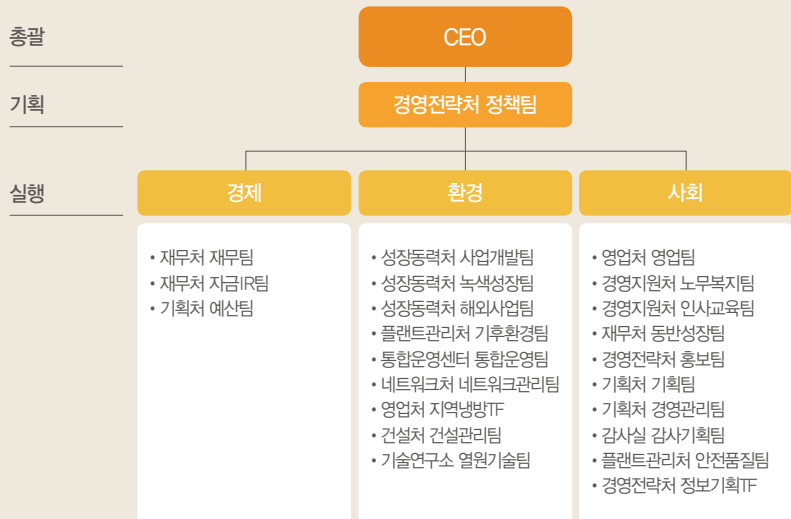 총괄
CEO
기획
경영전략처 정책팀
실행
경제
환경
사회
• 재무처 재무팀
• 재무처 자금IR팀
• 기획처 예산팀
• 성장동력처 사업개발팀
• 성장동력처 녹색성장팀
• 성장동력처 해외사업팀
• 플랜트관리처 기후환경팀
• 통합운영센터 통합운영팀
• 네트워크처 네트워크관리팀
• 영업처 지역냉방TF
• 건설처 건설관리팀
• 기술연구소 열원기술팀
• 영업처 영업팀
• 경영지원처 노무복지팀
• 경영지원처 인사교육팀
• 재무처 동반성장팀
• 경영전략처 홍보팀
• 기획처 기획팀
• 기획처 경영관리팀
• 감사실 감사기획팀
• 플랜트관리처 안전품질팀
• 경영전략처 정보기획TF